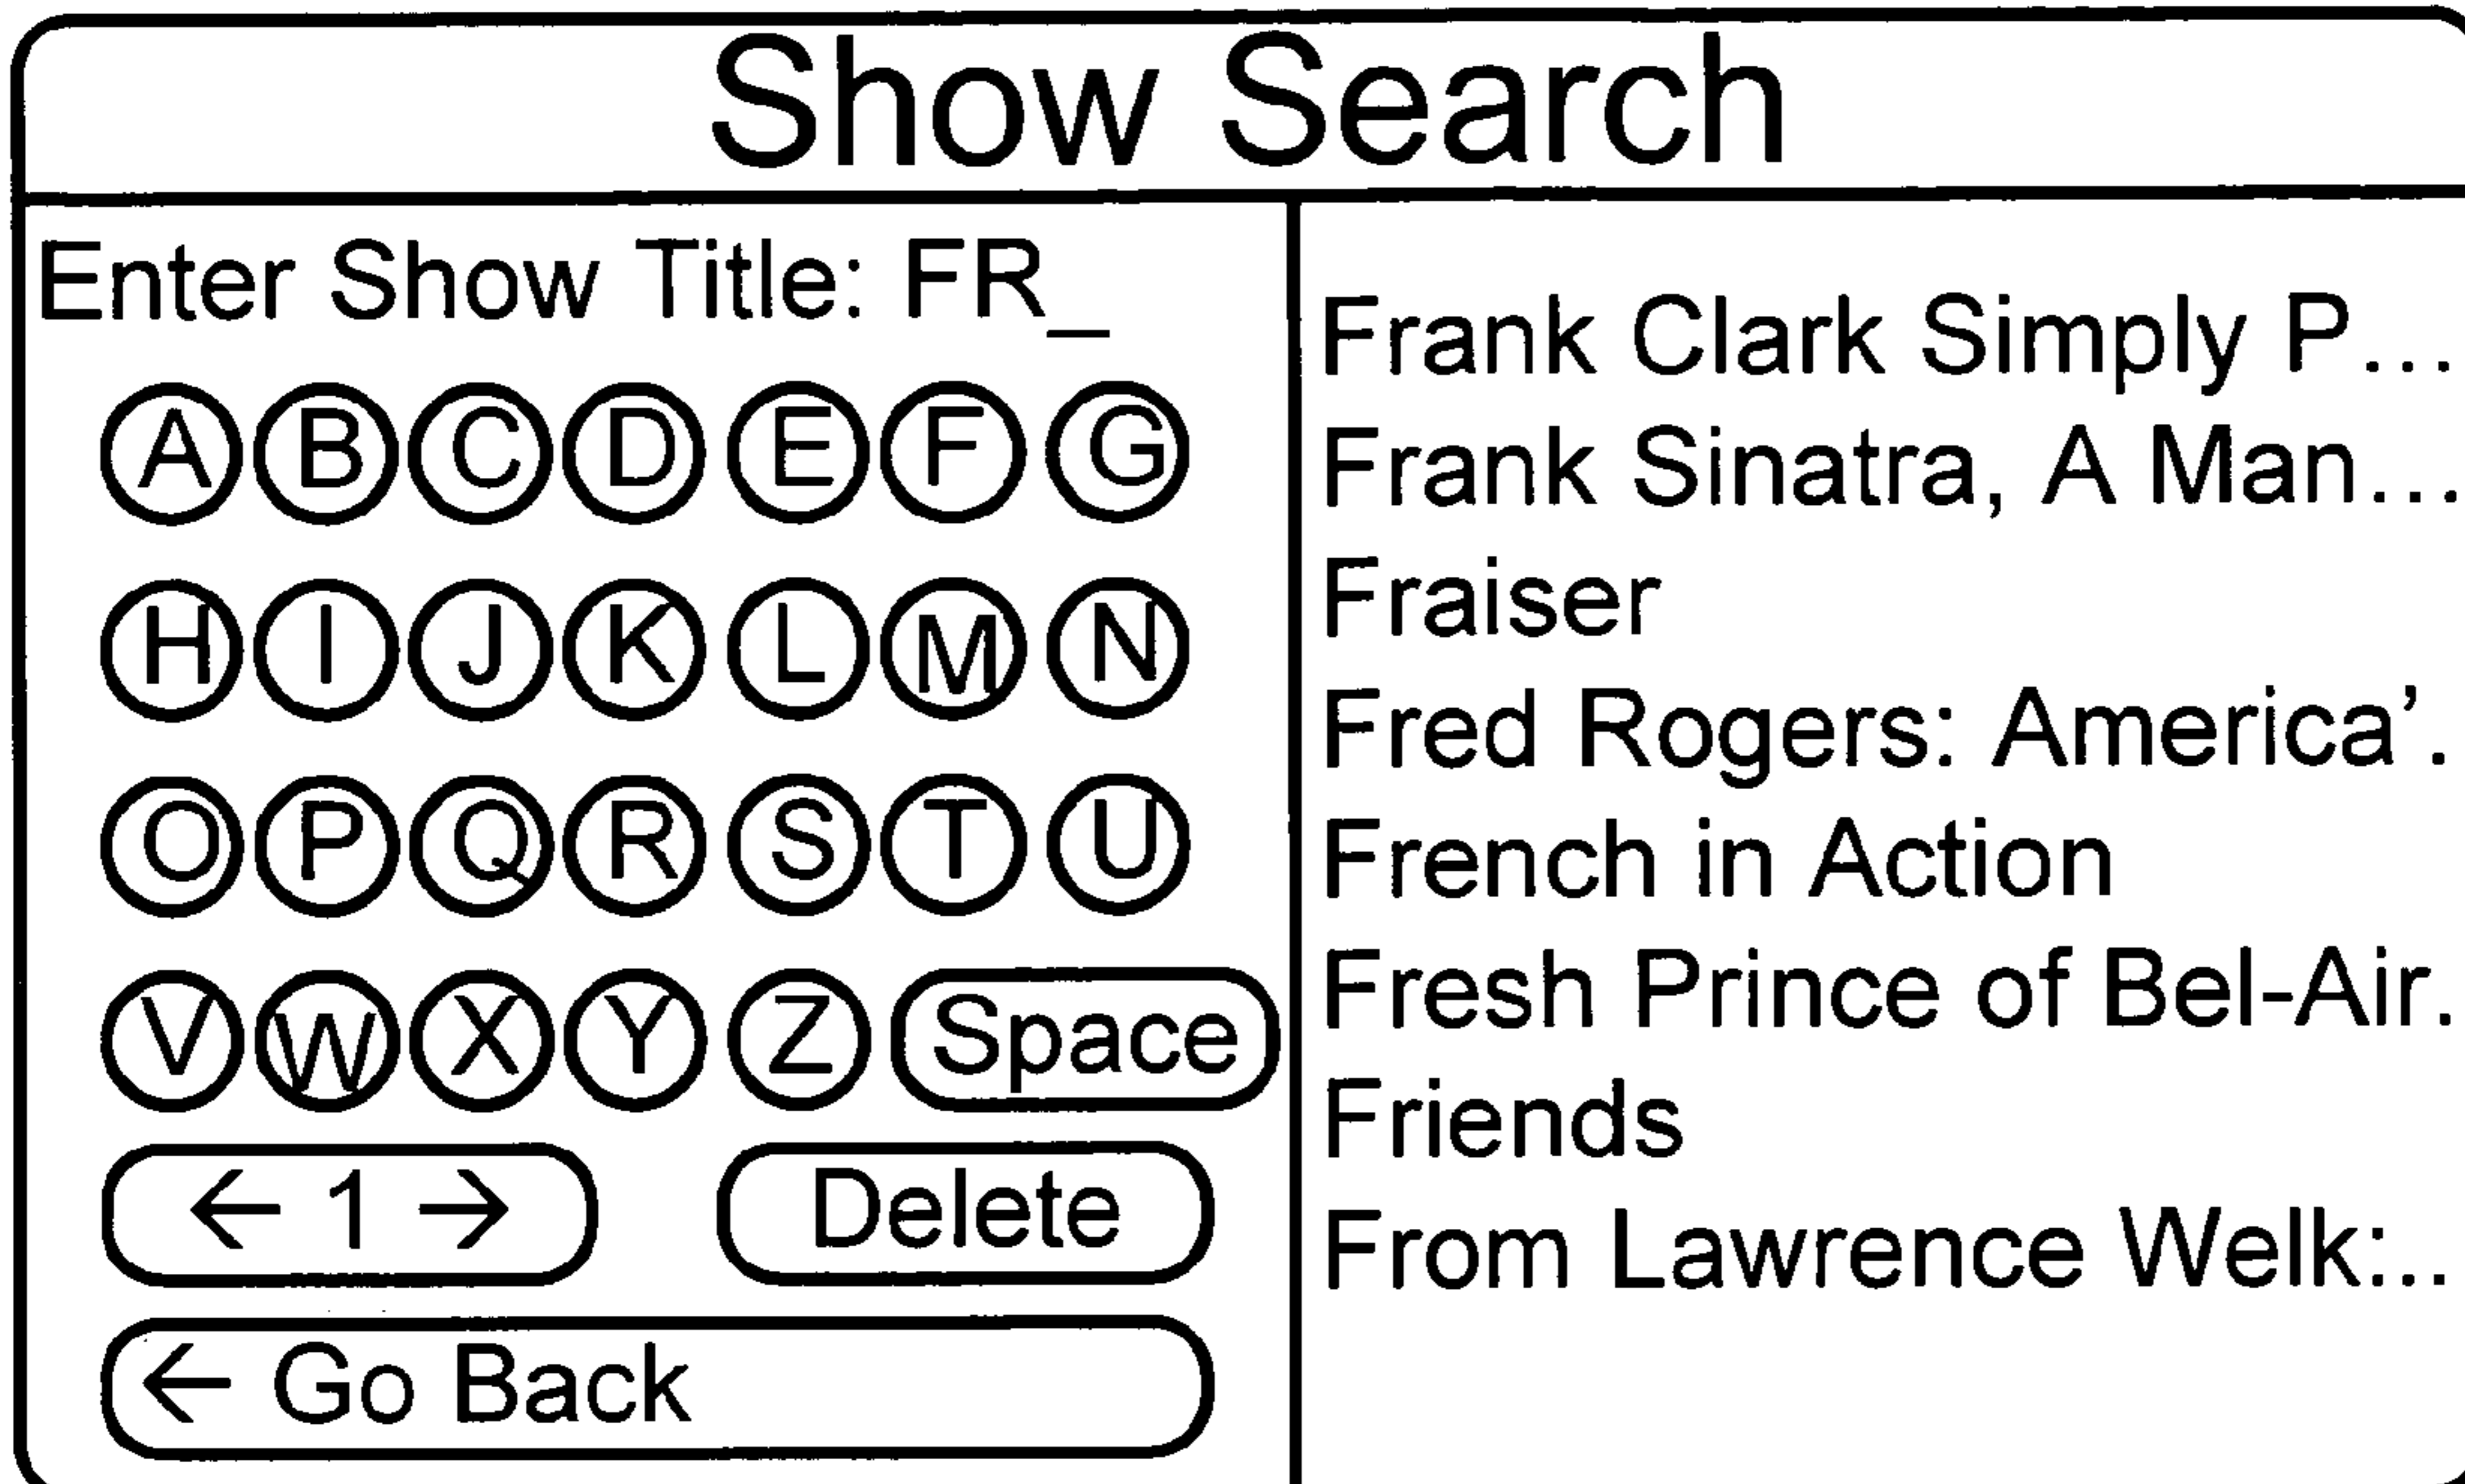 Show Search
Enter Show Title: FR_
A B C D E F G
H I J K L M N
O P Q R S T U
V W X Y Z Space
← 1 → Delete
← Go Back
Frank Clark Simply P...
Frank Sinatra, A Man...
Fraiser
Fred Rogers: America’.
French in Action
Fresh Prince of Bel-Air.
Friends
From Lawrence Welk:..